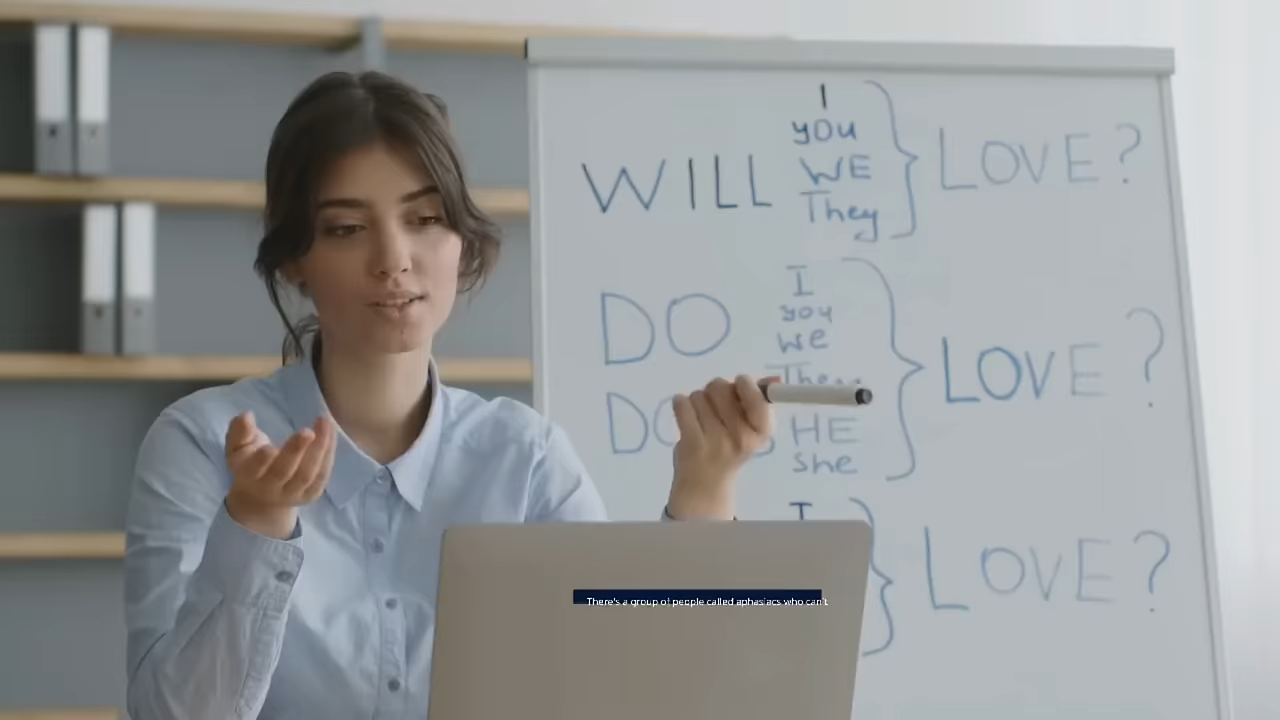 I
you
WE
They
WILL
LOVE?
I
you
we
DO
LOVE ?
HE
she
I
LOVE?
There's a group of people called aphasiacs who can't